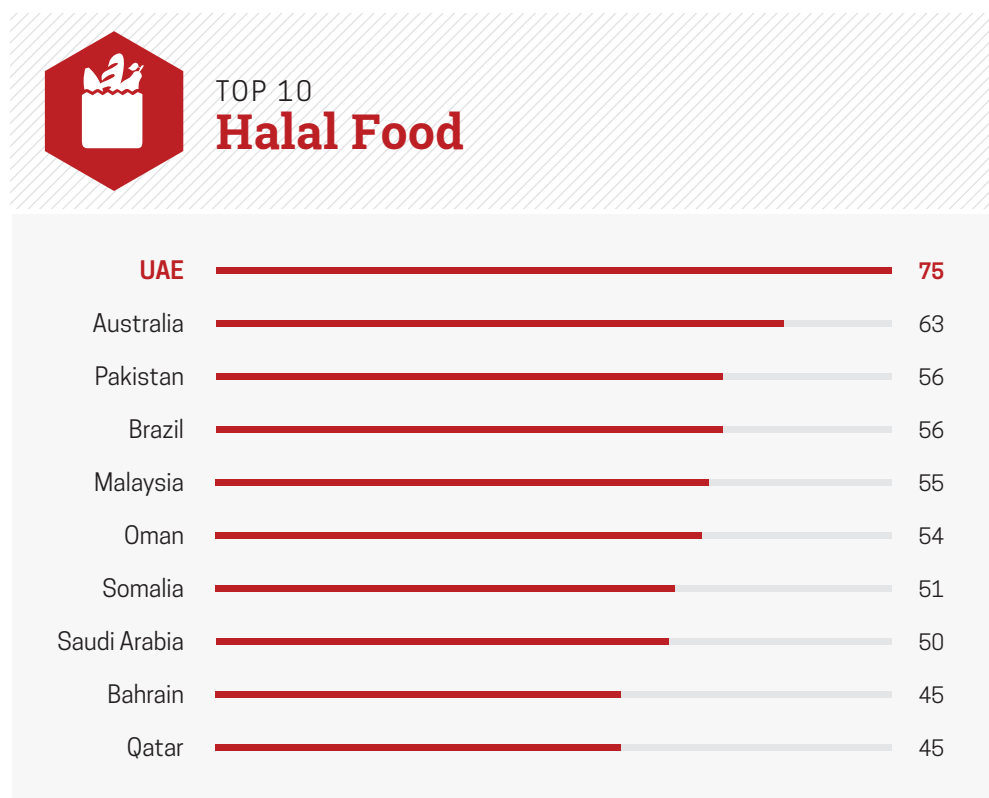 TOP 10
Halal Food
UAE 75
Australia 63
Pakistan 56
Brazil 56
Malaysia 55
Oman 54
Somalia 51
Saudi Arabia 50
Bahrain 45
Qatar 45